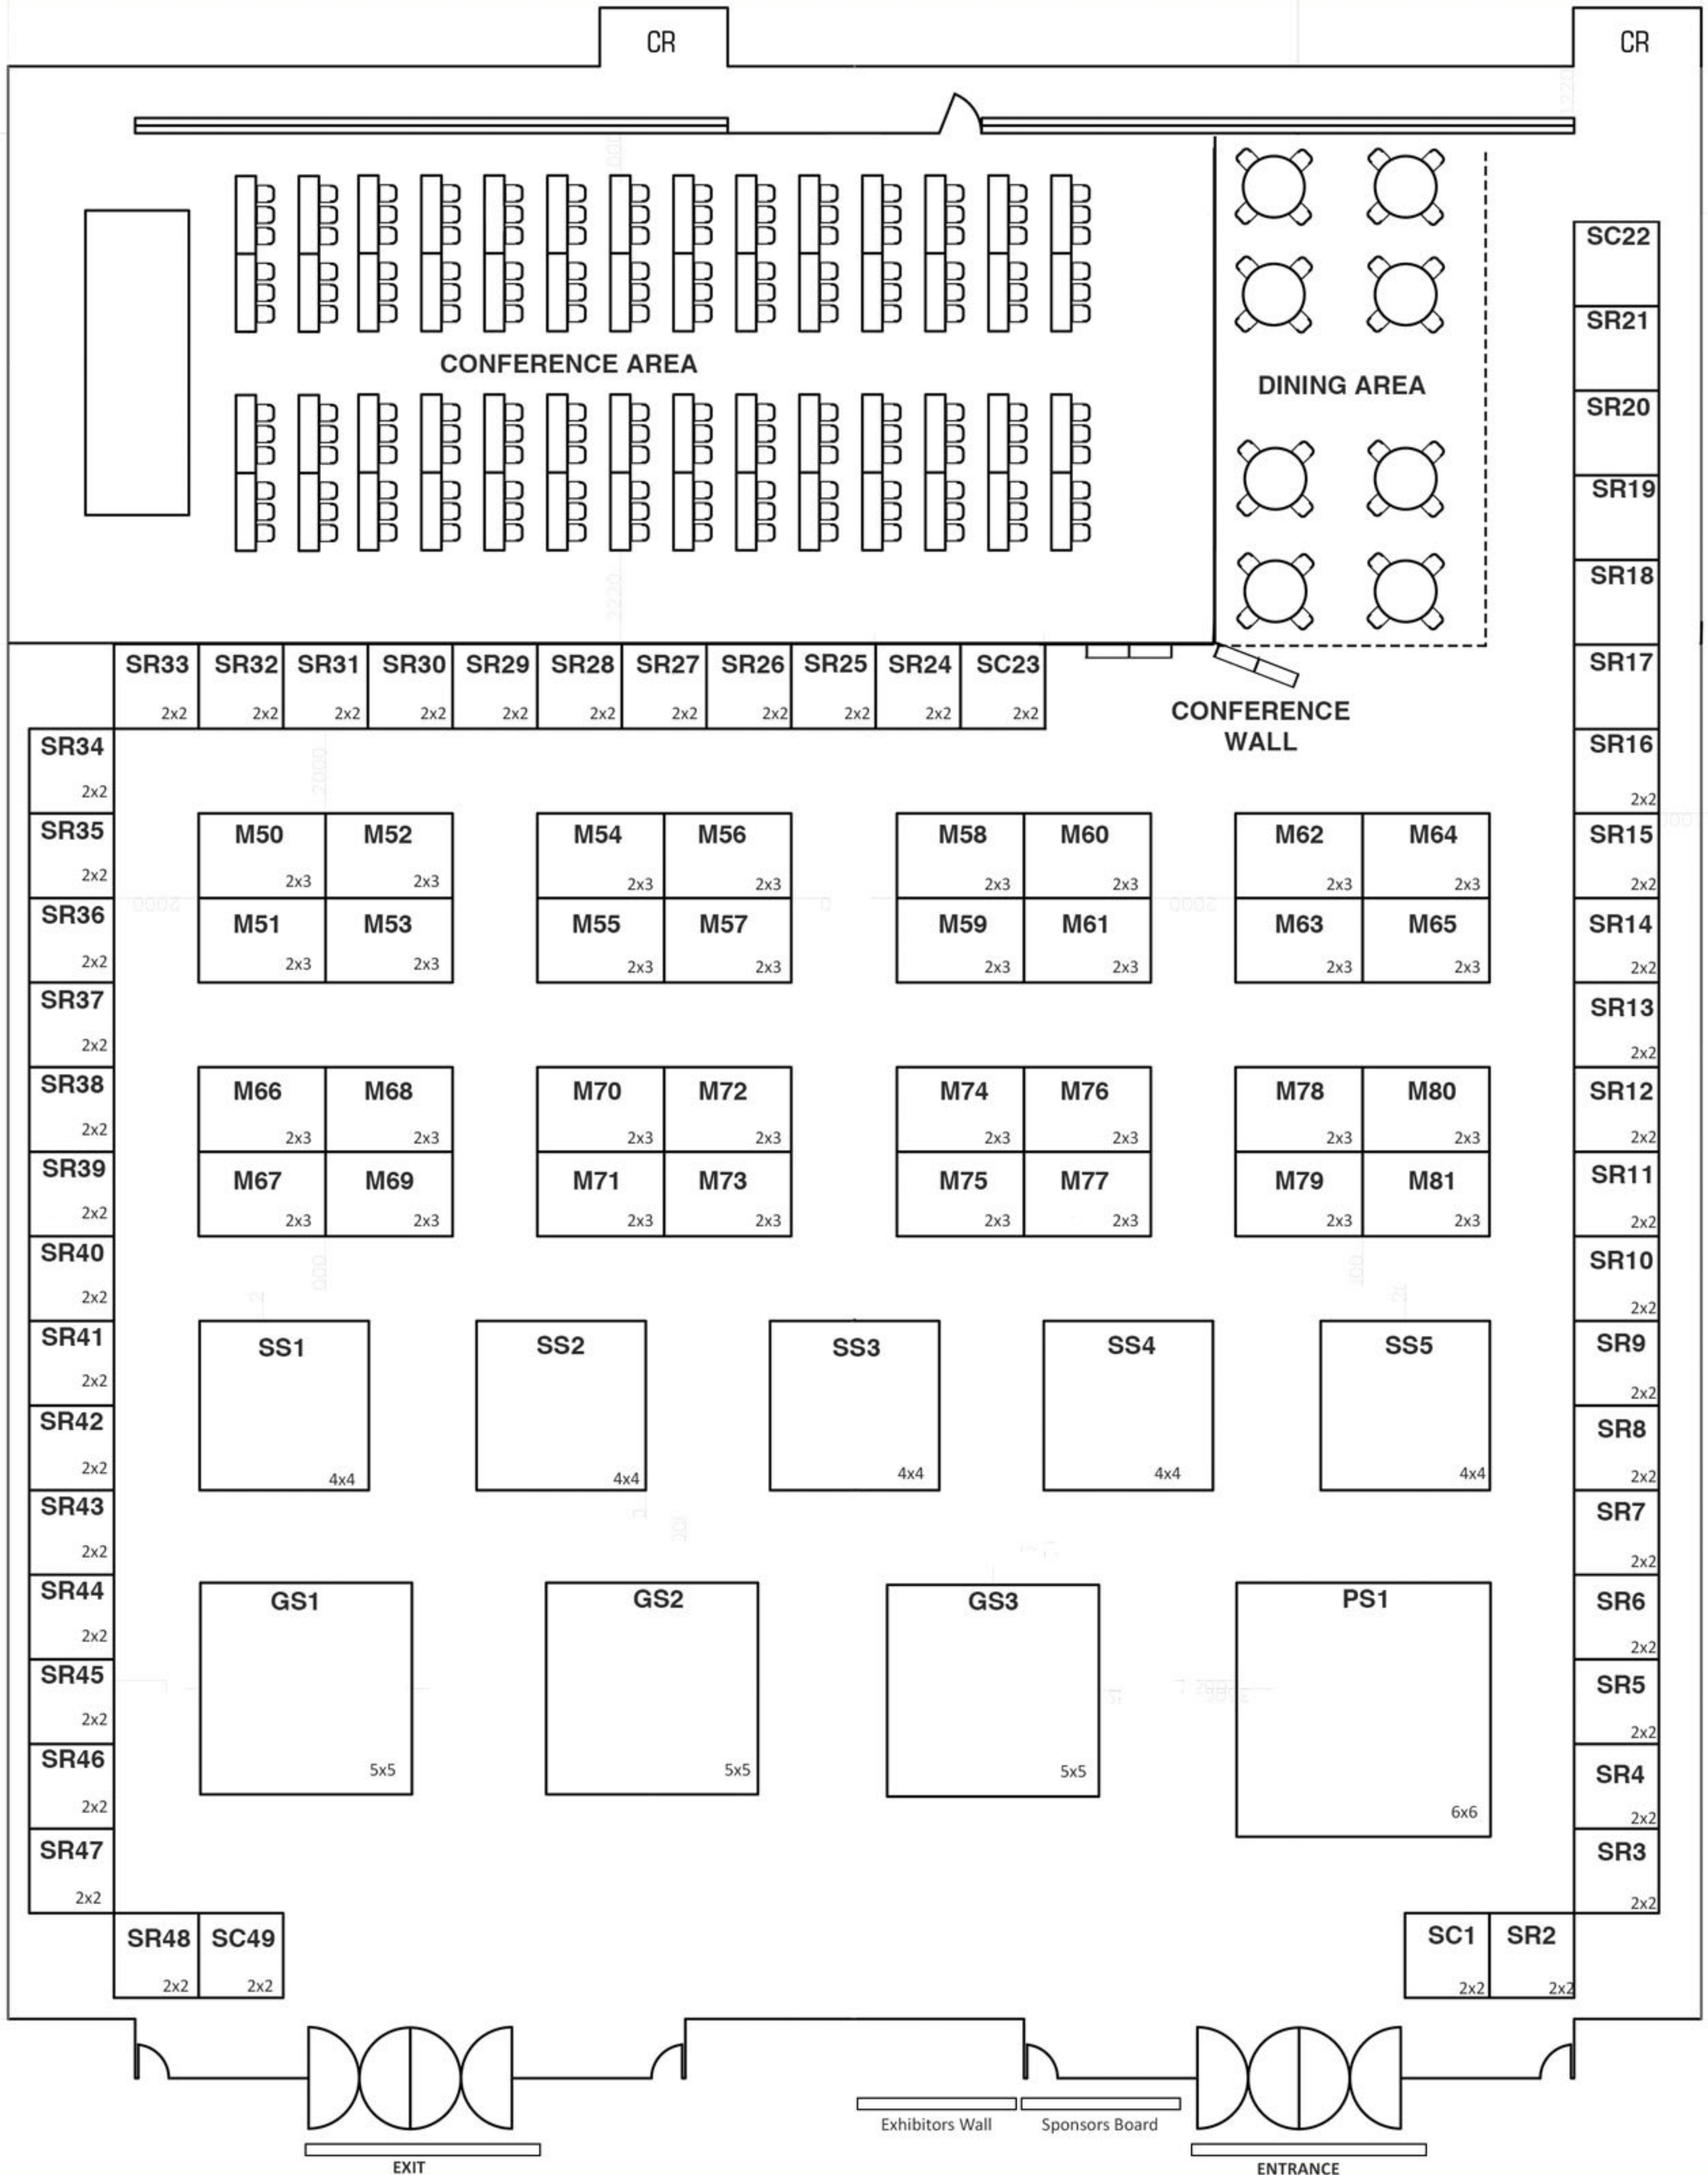 CR
CR
SC22
SR21
SR20
SR19
SR18
SR17
CONFERENCE AREA
DINING AREA
SR33 SR32 SR31 SR30 SR29 SR28 SR27 SR26 SR25 SR24 SC23
2x2 2x2 2x2 2x2 2x2 2x2 2x2 2x2 2x2 2x2 2x2
CONFERENCE
WALL
SR34
2x2
SR35
2x2
SR36
2x2
SR37
2x2
SR38
2x2
SR39
2x2
SR40
2x2
SR41
2x2
SR42
2x2
SR43
2x2
SR44
2x2
SR45
2x2
SR46
2x2
SR47
2x2
SR48 SC49
2x2 2x2
M50 M52 M54 M56 M58 M60 M62 M64
2x3 2x3 2x3 2x3 2x3 2x3 2x3 2x3
M51 M53 M55 M57 M59 M61 M63 M65
2x3 2x3 2x3 2x3 2x3 2x3 2x3 2x3
M66 M68 M70 M72 M74 M76 M78 M80
2x3 2x3 2x3 2x3 2x3 2x3 2x3 2x3
M67 M69 M71 M73 M75 M77 M79 M81
2x3 2x3 2x3 2x3 2x3 2x3 2x3 2x3
SS1 SS2 SS3 SS4 SS5
4x4 4x4 4x4 4x4 4x4
GS1 GS2 GS3 PS1
5x5 5x5 5x5 6x6
SR16
2x2
SR15
2x2
SR14
2x2
SR13
2x2
SR12
2x2
SR11
2x2
SR10
2x2
SR9
2x2
SR8
2x2
SR7
2x2
SR6
2x2
SR5
2x2
SR4
2x2
SR3
2x2
SC1 SR2
2x2 2x2
Exhibitors Wall Sponsors Board
EXIT
ENTRANCE